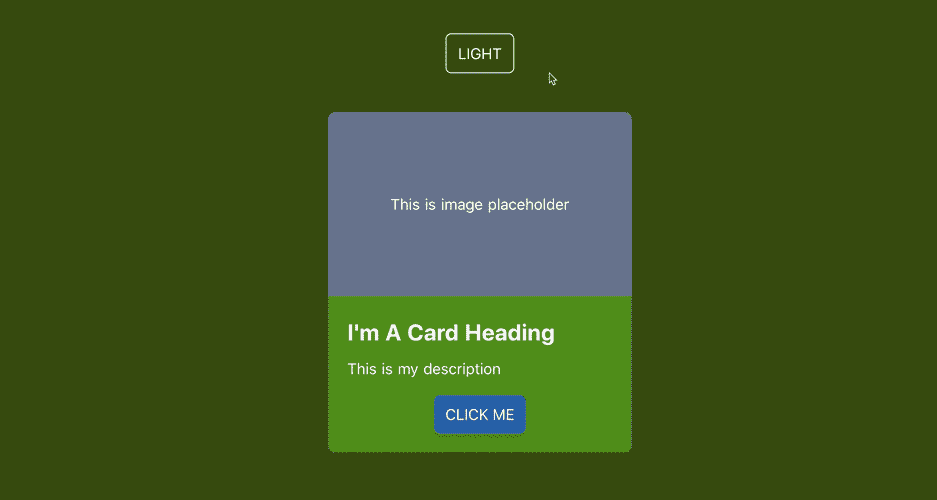 LIGHT
This is image placeholder
I'm A Card Heading
This is my description
CLICK ME